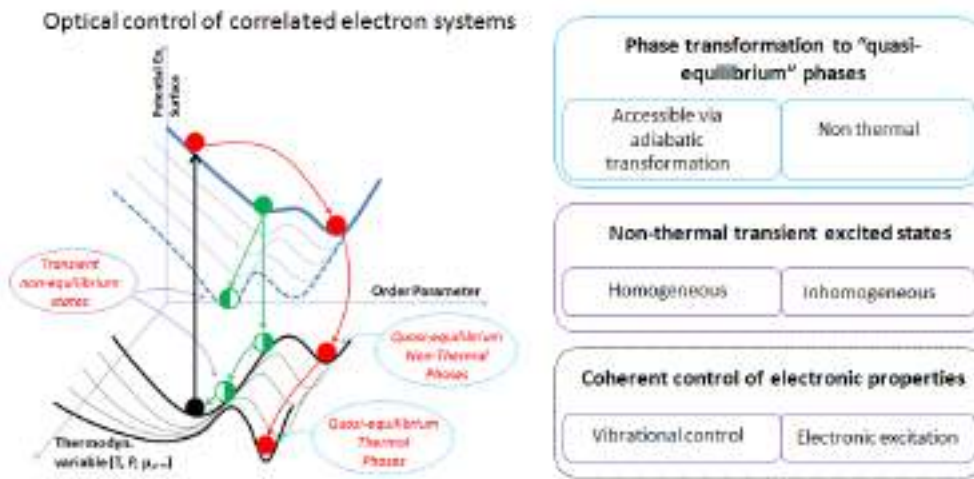 Optical control of correlated electron systems
Potential En.
Surface
Transient
non-equilibrium
states
Order Parameter
Quasi-equilibrium
Non-Thermal
Phases
Quasi-equilibrium
Thermal
Phases
Thermodyn.
variable [T, P,
Phase transformation to "quasi-
equilibrium" phases
Accessible via
adiabatic
transformation
Non thermal
Non-thermal transient excited states
Homogeneous
Inhomogeneous
Coherent control of electronic properties
Vibrational control
Electronic excitation